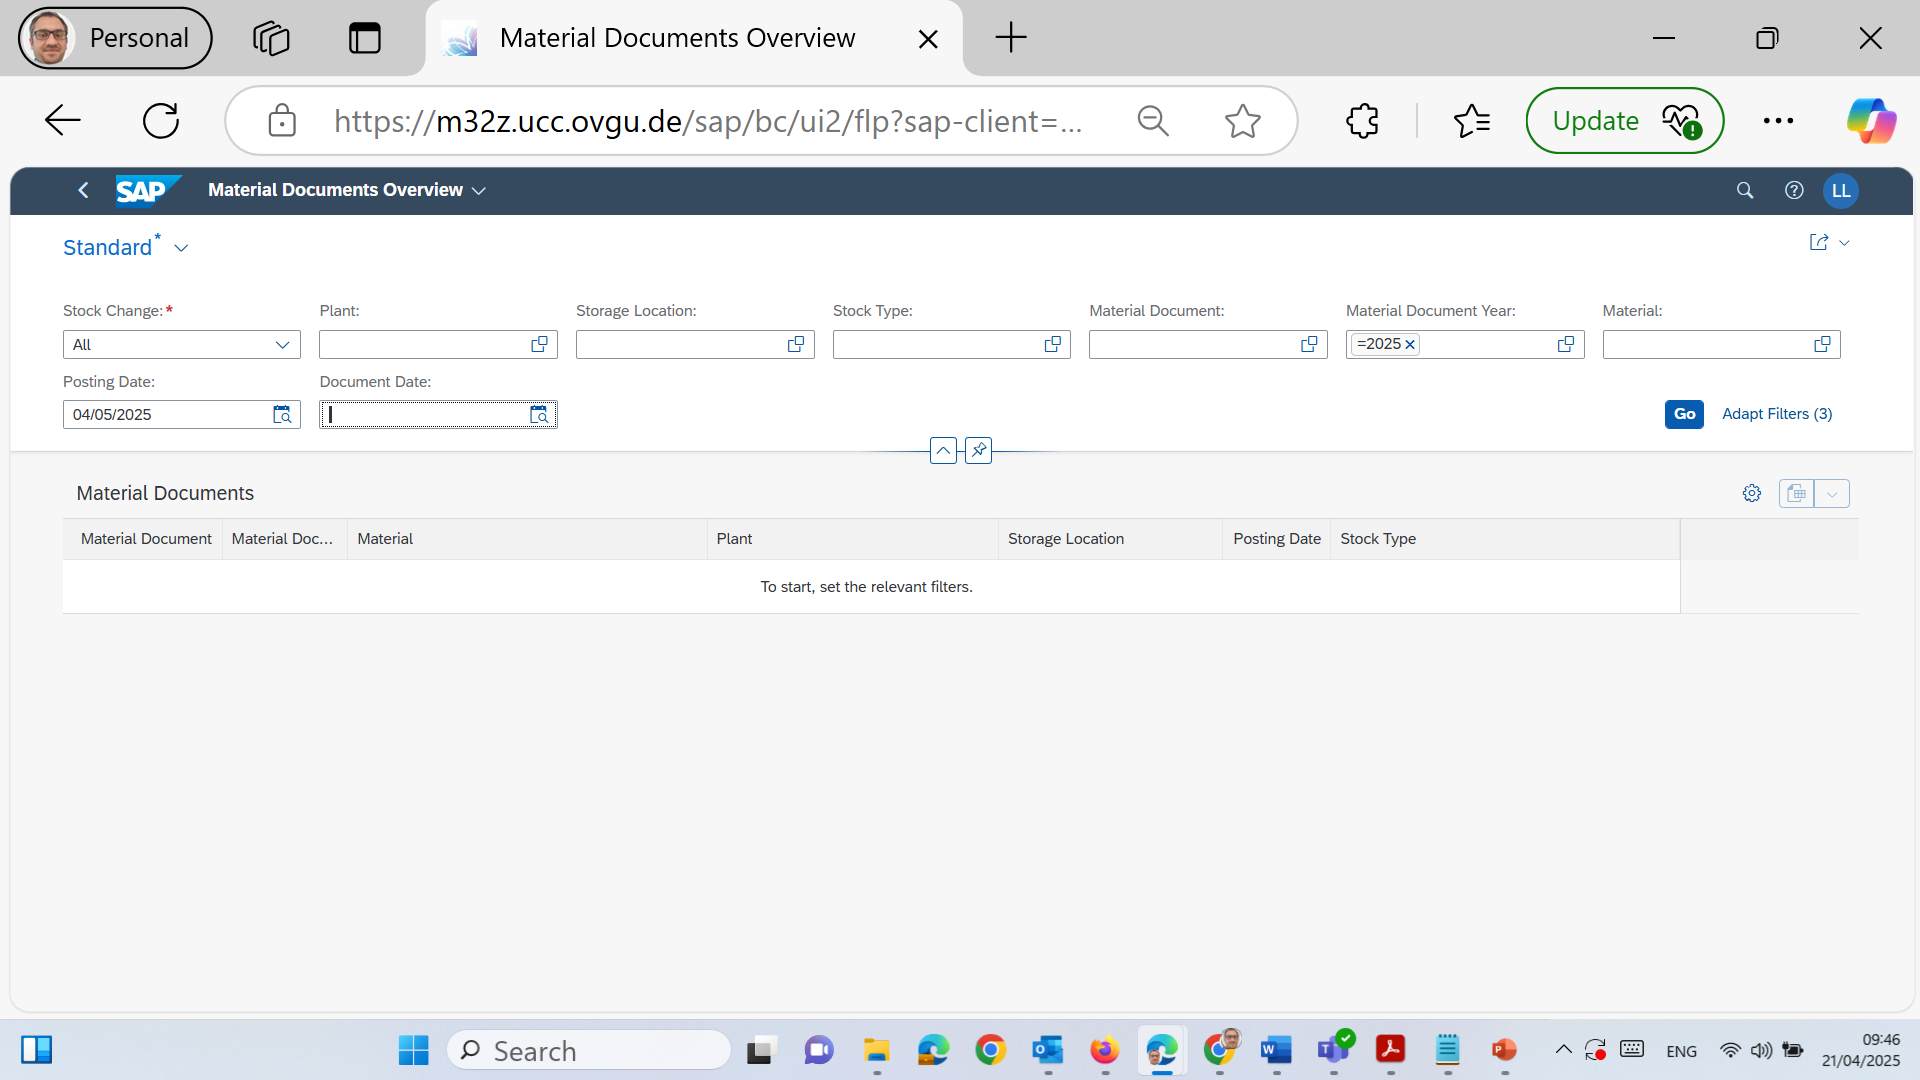 Personal
Material Documents Overview
https://m32z.ucc.ovgu.de/sap/bc/ui2/flp?sap-client=...
Update
SAP
Material Documents Overview
LL
Standard*
Stock Change:*
Plant:
Storage Location:
Stock Type:
Material Document:
Material Document Year:
Material:
All
=2025
Posting Date:
Document Date:
04/05/2025
Go
Adapt Filters (3)
Material Documents
Material Document
Material Doc...
Material
Plant
Storage Location
Posting Date
Stock Type
To start, set the relevant filters.
Search
ENG
09:46
21/04/2025